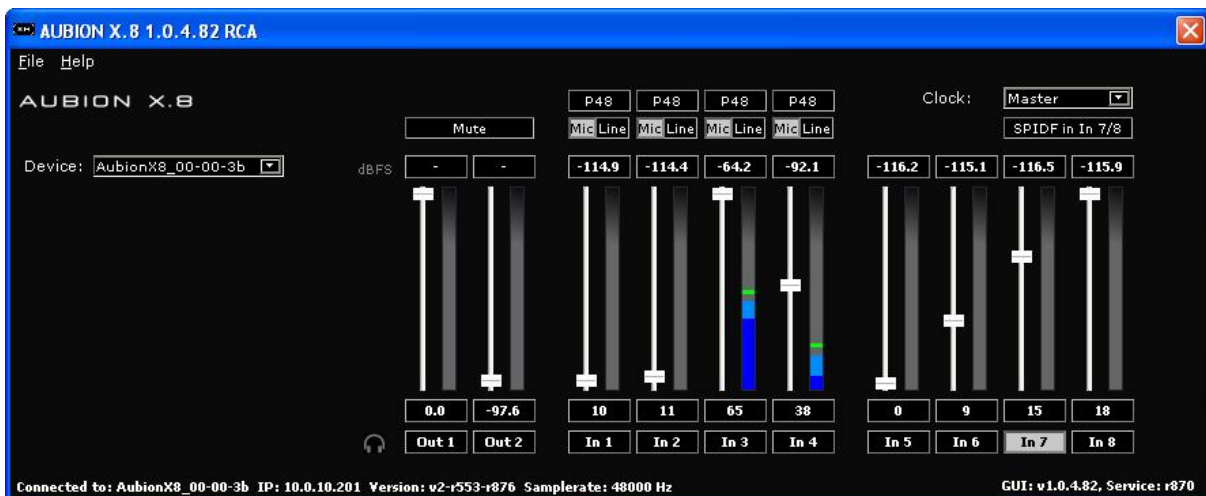 AUBION X.8 1.0.4.82 RCA
File Help
AUBION X.8
P48 P48 P48 P48 Clock: Master
Mute Mic Line Mic Line Mic Line Mic Line SPIDF in In 7/8
Device: AubionX8_00-00-3b dBFS - - -114.9 -114.4 -64.2 -92.1 -116.2 -115.1 -116.5 -115.9
0.0 -97.6 10 11 65 38 0 9 15 18
Out 1 Out 2 In 1 In 2 In 3 In 4 In 5 In 6 In 7 In 8
Connected to: AubionX8_00-00-3b IP: 10.0.10.201 Version: v2-r553-r876 Samplerate: 48000 Hz GUI: v1.0.4.82, Service: r870